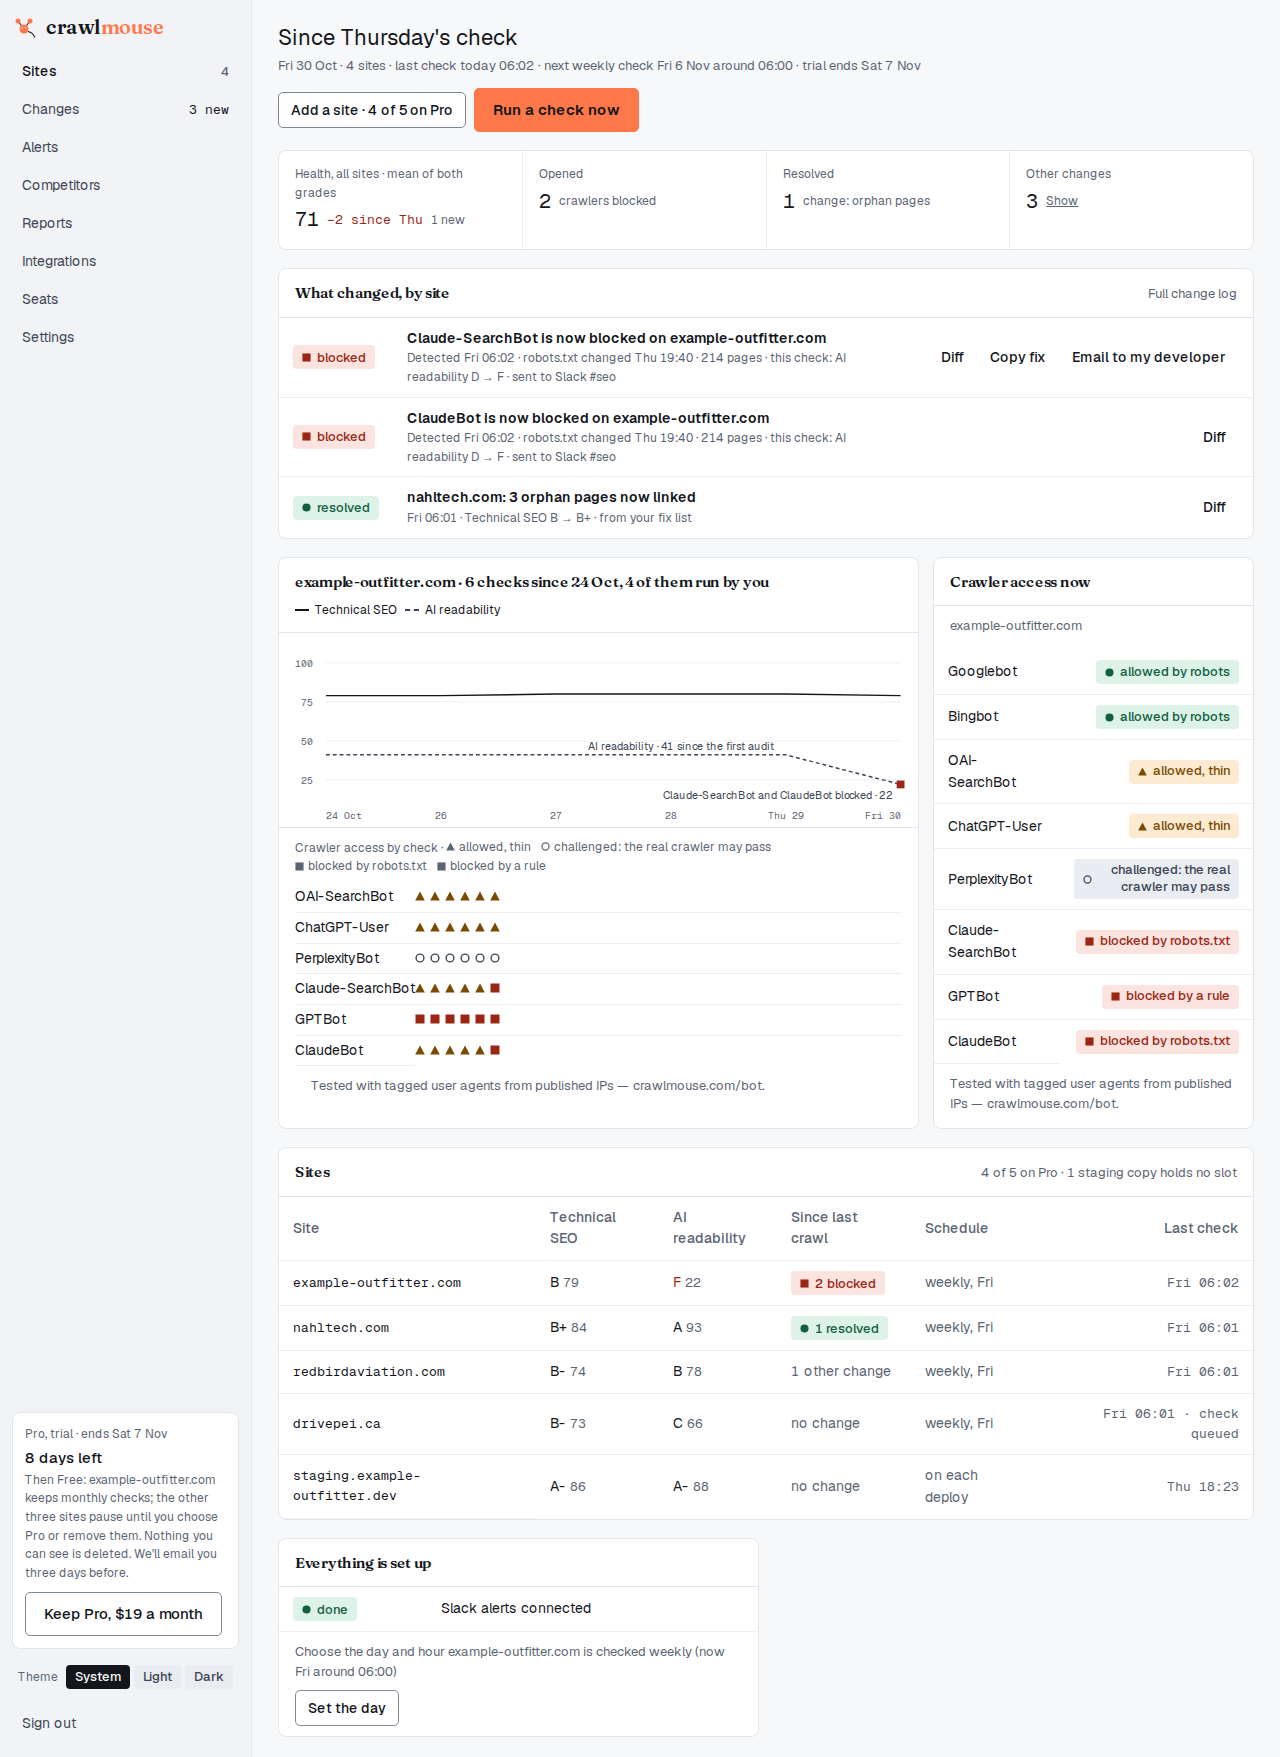 crawlmouse
Sites 4
Changes 3 new
Alerts
Competitors
Reports
Integrations
Seats
Settings
Pro, trial · ends Sat 7 Nov
8 days left
Then Free: example-outfitter.com
keeps monthly checks; the other
three sites pause until you choose
Pro or remove them. Nothing you
can see is deleted. We'll email you
three days before.
Keep Pro, $19 a month
Theme System Light Dark
Sign out
Since Thursday's check
Fri 30 Oct · 4 sites · last check today 06:02 · next weekly check Fri 6 Nov around 06:00 · trial ends Sat 7 Nov
Add a site · 4 of 5 on Pro
Run a check now
Health, all sites · mean of both
grades
71 −2 since Thu 1 new
Opened
2 crawlers blocked
Resolved
1 change: orphan pages
Other changes
3 Show
What changed, by site
Full change log
blocked
Claude-SearchBot is now blocked on example-outfitter.com
Detected Fri 06:02 · robots.txt changed Thu 19:40 · 214 pages · this check: AI
readability D → F · sent to Slack #seo
Diff Copy fix Email to my developer
blocked
ClaudeBot is now blocked on example-outfitter.com
Detected Fri 06:02 · robots.txt changed Thu 19:40 · 214 pages · this check: AI
readability D → F · sent to Slack #seo
Diff
resolved
nahltech.com: 3 orphan pages now linked
Fri 06:01 · Technical SEO B → B+ · from your fix list
Diff
example-outfitter.com · 6 checks since 24 Oct, 4 of them run by you
Technical SEO AI readability
100
75
50
25
AI readability · 41 since the first audit
Claude-SearchBot and ClaudeBot blocked · 22
24 Oct 26 27 28 Thu 29 Fri 30
Crawler access by check · allowed, thin challenged: the real crawler may pass
blocked by robots.txt blocked by a rule
OAI-SearchBot
ChatGPT-User
PerplexityBot
Claude-SearchBot
GPTBot
ClaudeBot
Tested with tagged user agents from published IPs — crawlmouse.com/bot.
Crawler access now
example-outfitter.com
Googlebot allowed by robots
Bingbot allowed by robots
OAI-
SearchBot
allowed, thin
ChatGPT-User allowed, thin
PerplexityBot
challenged: the real
crawler may pass
Claude-
SearchBot
blocked by robots.txt
GPTBot blocked by a rule
ClaudeBot blocked by robots.txt
Tested with tagged user agents from published
IPs — crawlmouse.com/bot.
Sites
4 of 5 on Pro · 1 staging copy holds no slot
Site
Technical
SEO
AI
readability
Since last
crawl
Schedule
Last check
example-outfitter.com B 79 F 22 2 blocked weekly, Fri Fri 06:02
nahltech.com B+ 84 A 93 1 resolved weekly, Fri Fri 06:01
redbirdaviation.com B- 74 B 78 1 other change weekly, Fri Fri 06:01
drivepei.ca B- 73 C 66 no change weekly, Fri
Fri 06:01 · check
queued
staging.example-
outfitter.dev
A- 86 A- 88 no change
on each
deploy
Thu 18:23
Everything is set up
done Slack alerts connected
Choose the day and hour example-outfitter.com is checked weekly (now
Fri around 06:00)
Set the day